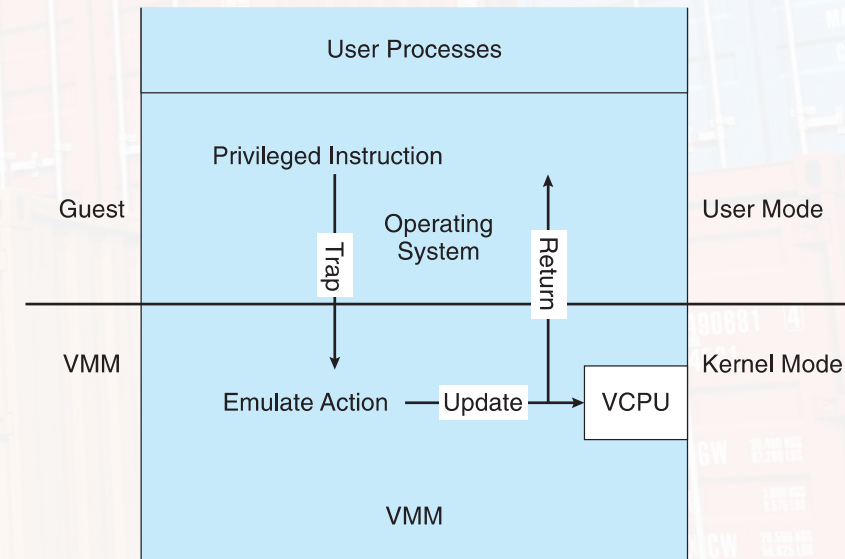 User Processes
Privileged Instruction
Guest
Operating
System
User Mode
Trap
Return
VMM
Kernel Mode
Emulate Action
Update
VCPU
VMM